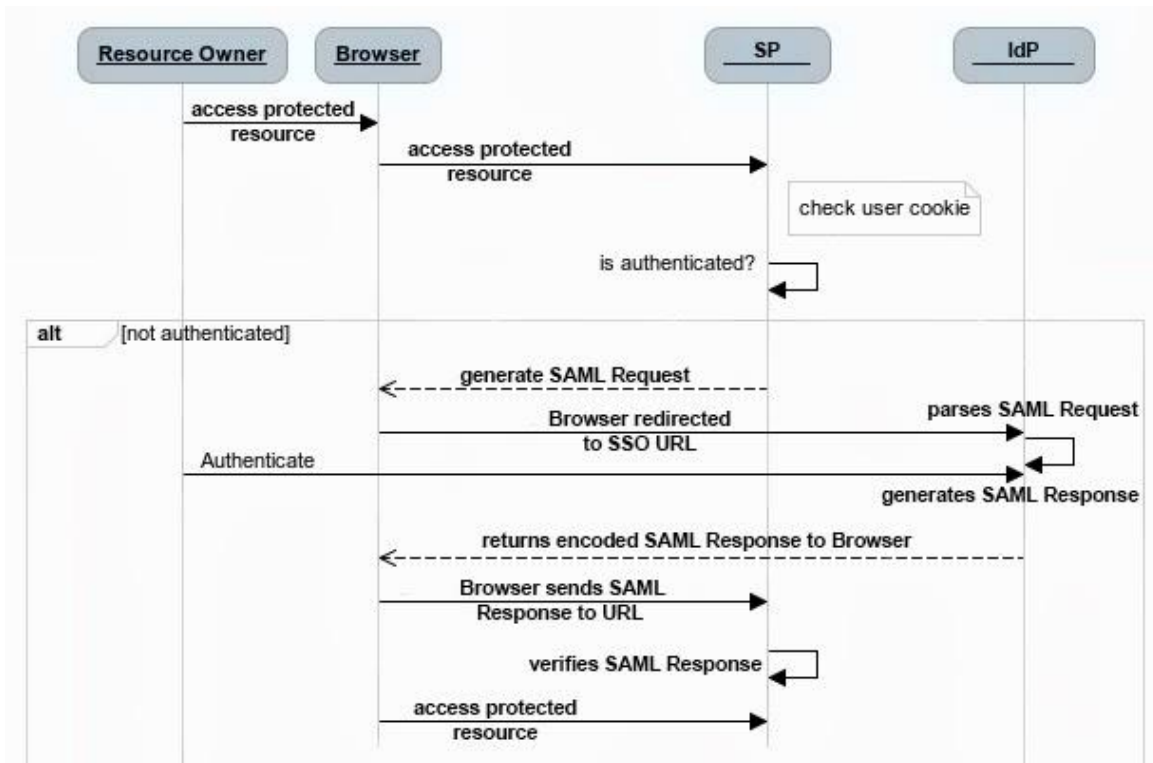 Resource Owner
Browser
SP
IdP
access protected
resource
access protected
resource
check user cookie
is authenticated?
alt
[not authenticated]
generate SAML Request
parses SAML Request
Browser redirected
to SSO URL
Authenticate
generates SAML Response
returns encoded SAML Response to Browser
Browser sends SAML
Response to URL
verifies SAML Response
access protected
resource